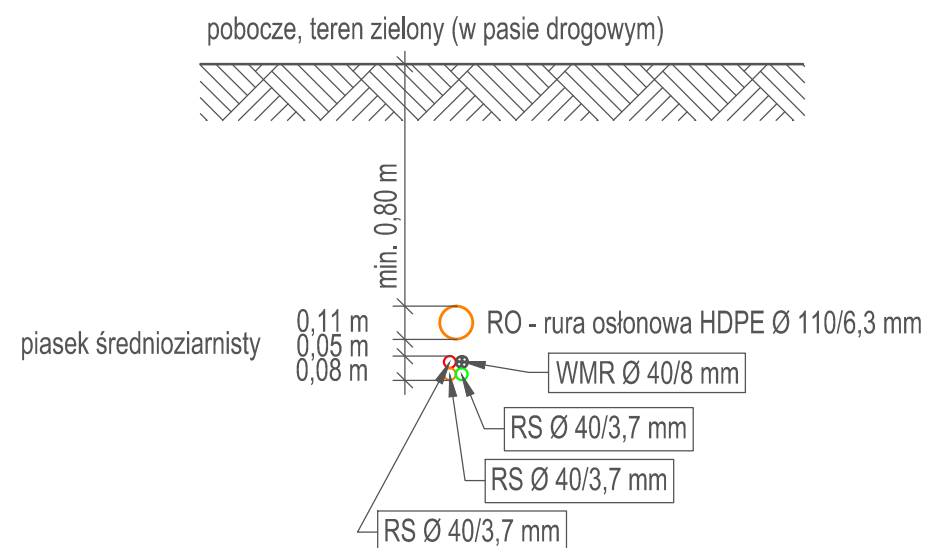 pobocze, teren zielony (w pasie drogowym)
min. 0,80 m
0,11 m
RO - rura osłonowa HDPE Ø 110/6,3 mm
piasek średnioziarnisty
0,05 m
0,08 m
WMR Ø 40/8 mm
RS Ø 40/3,7 mm
RS Ø 40/3,7 mm
RS Ø 40/3,7 mm